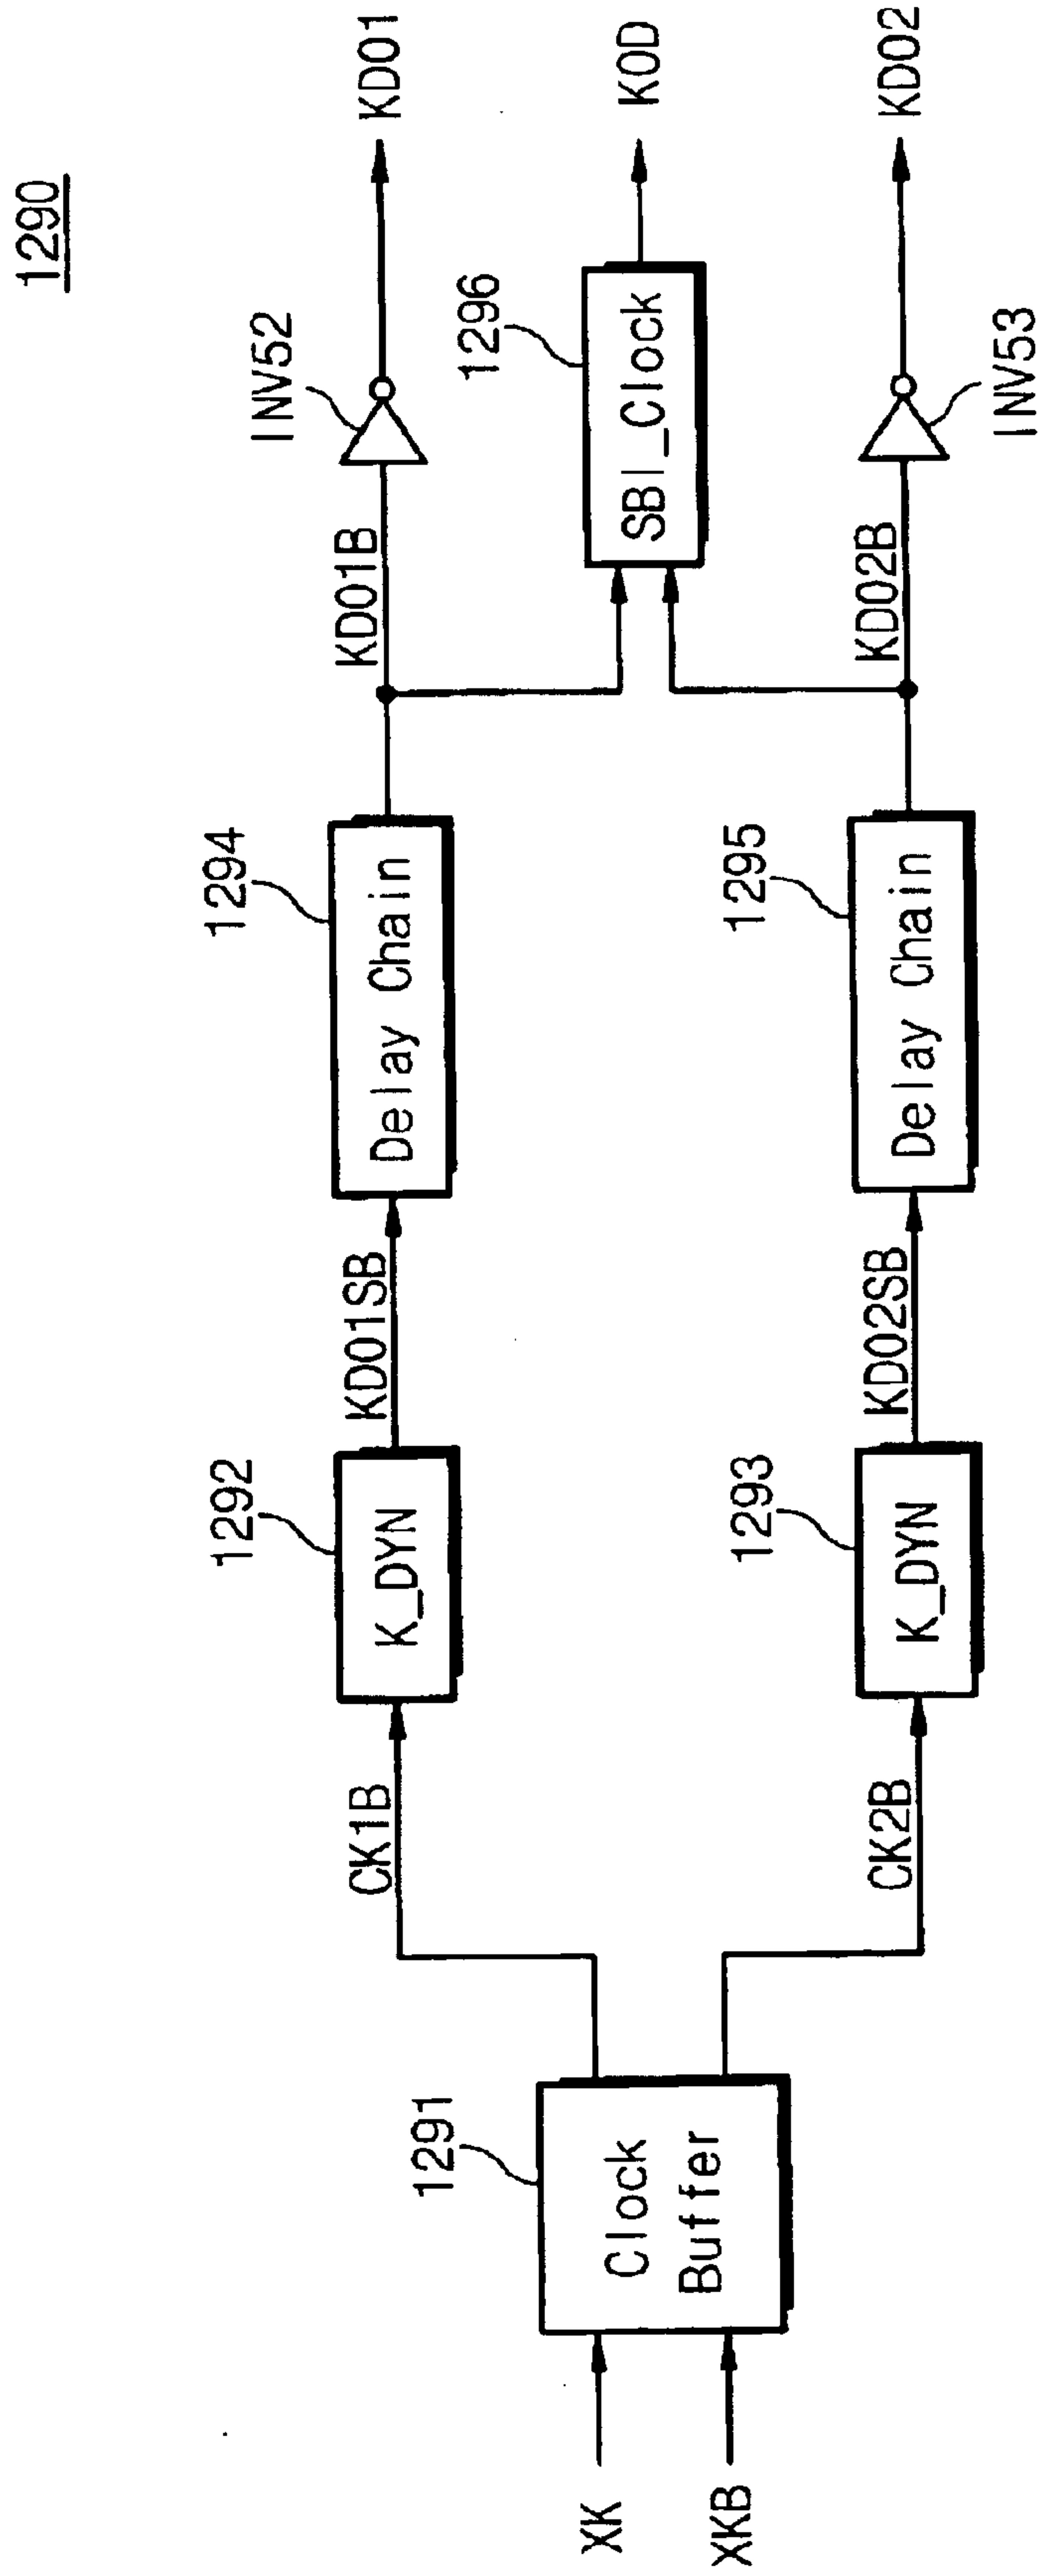 1290
XK
XKB
1291
Clock
Buffer
CK1B
1292
K_DYN
KD01SB
1294
Delay Chain
KD01B
INV52
KD01
1296
SBI_Clock
KOD
CK2B
1293
K_DYN
KD02SB
1295
Delay Chain
KD02B
INV53
KD02